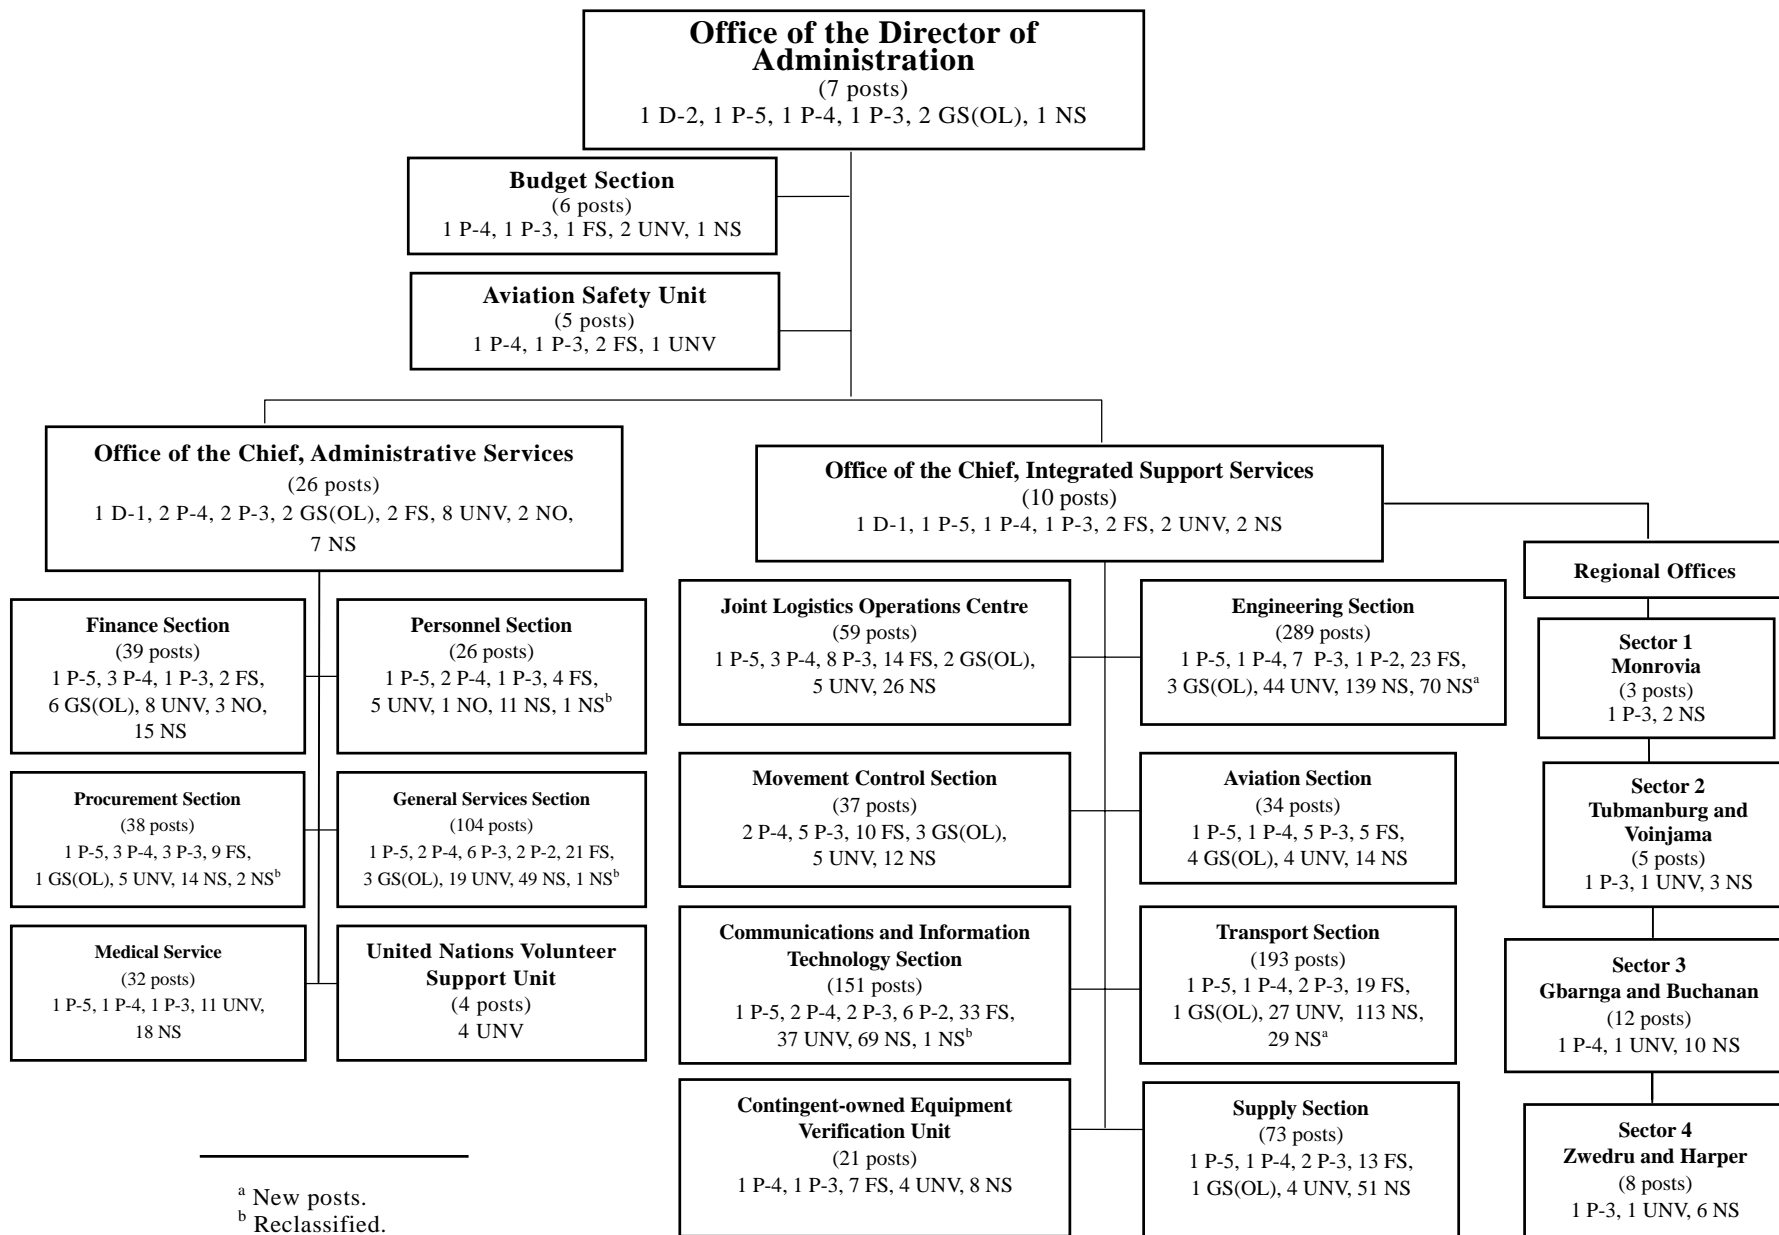 Office of the Director of
Administration
(7 posts)
1 D-2, 1 P-5, 1 P-4, 1 P-3, 2 GS(OL), 1 NS
Budget Section
(6 posts)
1 P-4, 1 P-3, 1 FS, 2 UNV, 1 NS
Aviation Safety Unit
(5 posts)
1 P-4, 1 P-3, 2 FS, 1 UNV
Office of the Chief, Administrative Services
(26 posts)
1 D-1, 2 P-4, 2 P-3, 2 GS(OL), 2 FS, 8 UNV, 2 NO,
7 NS
Office of the Chief, Integrated Support Services
(10 posts)
1 D-1, 1 P-5, 1 P-4, 1 P-3, 2 FS, 2 UNV, 2 NS
Finance Section
(39 posts)
1 P-5, 3 P-4, 1 P-3, 2 FS,
6 GS(OL), 8 UNV, 3 NO,
15 NS
Personnel Section
(26 posts)
1 P-5, 2 P-4, 1 P-3, 4 FS,
5 UNV, 1 NO, 11 NS, 1 NSb
Procurement Section
(38 posts)
1 P-5, 3 P-4, 3 P-3, 9 FS,
1 GS(OL), 5 UNV, 14 NS, 2 NSb
General Services Section
(104 posts)
1 P-5, 2 P-4, 6 P-3, 2 P-2, 21 FS,
3 GS(OL), 19 UNV, 49 NS, 1 NSb
Medical Service
(32 posts)
1 P-5, 1 P-4, 1 P-3, 11 UNV,
18 NS
United Nations Volunteer
Support Unit
(4 posts)
4 UNV
Joint Logistics Operations Centre
(59 posts)
1 P-5, 3 P-4, 8 P-3, 14 FS, 2 GS(OL),
5 UNV, 26 NS
Engineering Section
(289 posts)
1 P-5, 1 P-4, 7 P-3, 1 P-2, 23 FS,
3 GS(OL), 44 UNV, 139 NS, 70 NSa
Movement Control Section
(37 posts)
2 P-4, 5 P-3, 10 FS, 3 GS(OL),
5 UNV, 12 NS
Aviation Section
(34 posts)
1 P-5, 1 P-4, 5 P-3, 5 FS,
4 GS(OL), 4 UNV, 14 NS
Communications and Information
Technology Section
(151 posts)
1 P-5, 2 P-4, 2 P-3, 6 P-2, 33 FS,
37 UNV, 69 NS, 1 NSb
Transport Section
(193 posts)
1 P-5, 1 P-4, 2 P-3, 19 FS,
1 GS(OL), 27 UNV, 113 NS,
29 NSa
Contingent-owned Equipment
Verification Unit
(21 posts)
1 P-4, 1 P-3, 7 FS, 4 UNV, 8 NS
Supply Section
(73 posts)
1 P-5, 1 P-4, 2 P-3, 13 FS,
1 GS(OL), 4 UNV, 51 NS
Regional Offices
Sector 1
Monrovia
(3 posts)
1 P-3, 2 NS
Sector 2
Tubmanburg and
Voinjama
(5 posts)
1 P-3, 1 UNV, 3 NS
Sector 3
Gbarnga and Buchanan
(12 posts)
1 P-4, 1 UNV, 10 NS
Sector 4
Zwedru and Harper
(8 posts)
1 P-3, 1 UNV, 6 NS
a New posts.
b Reclassified.